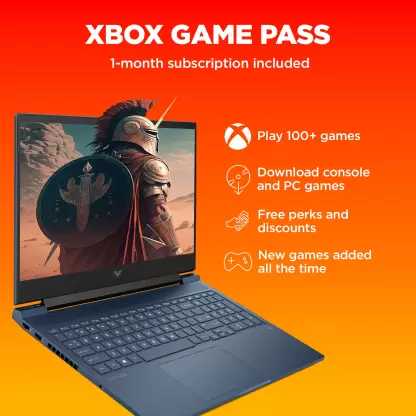 XBOX GAME PASS
1-month subscription included
Play 100+ games
Download console
and PC games
Free perks and
discounts
New games added
all the time